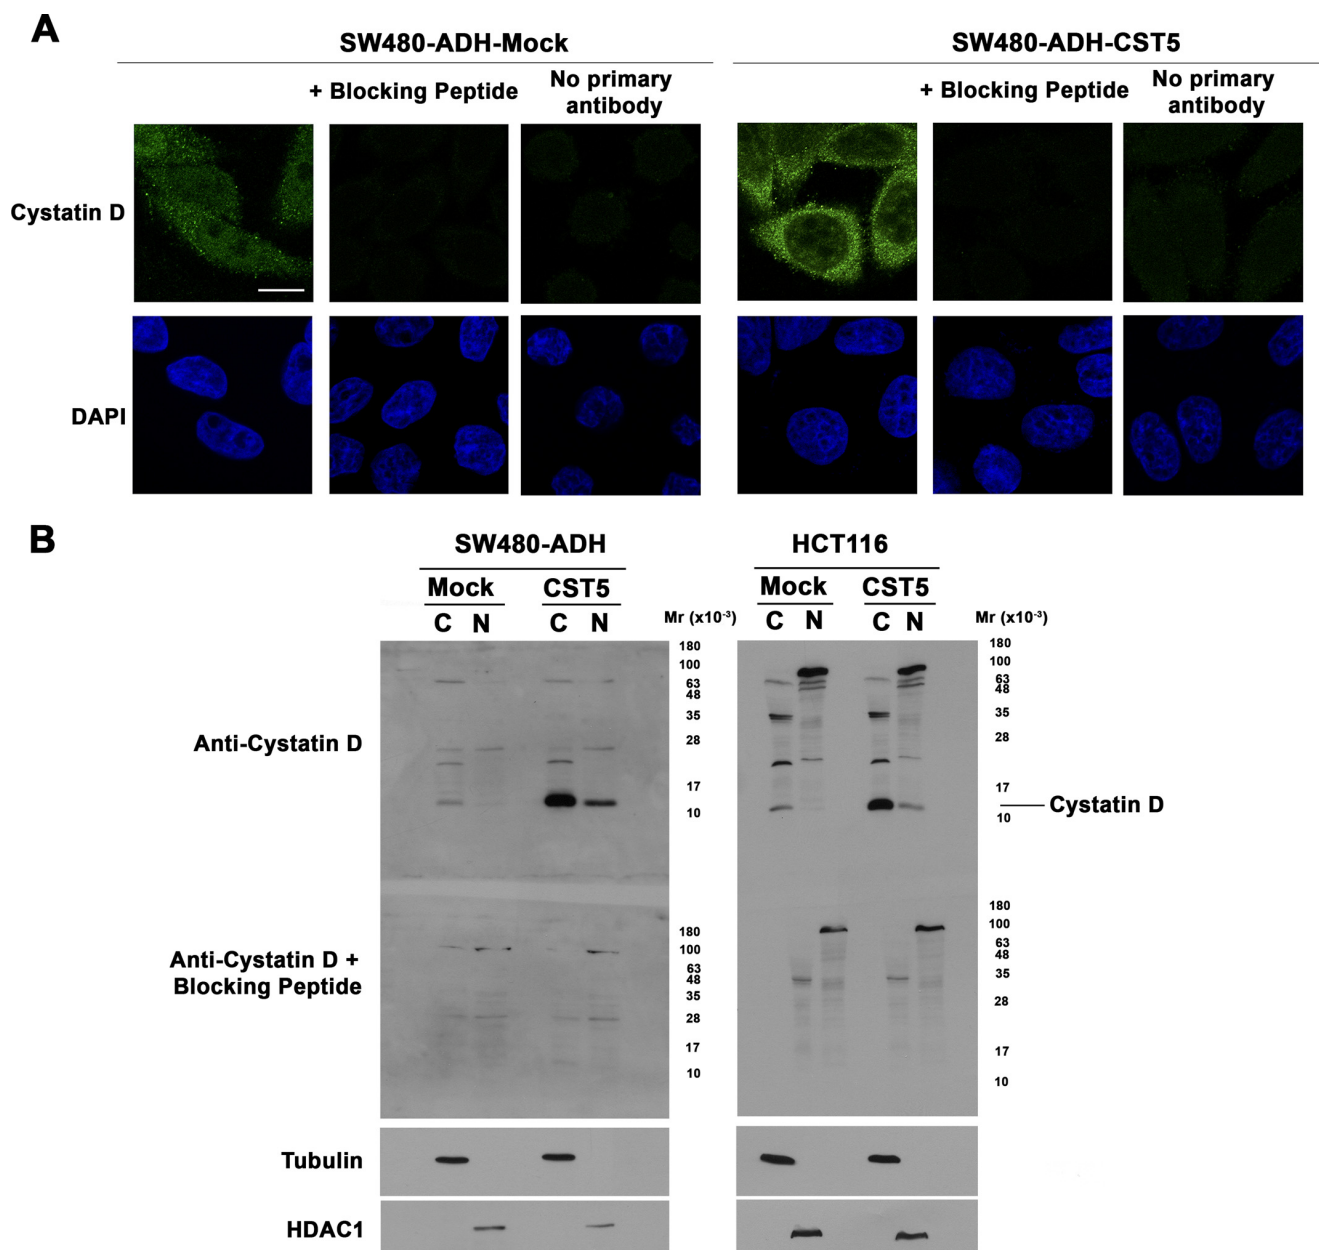 A
SW480-ADH-Mock
SW480-ADH-CST5
+ Blocking Peptide
No primary
antibody
+ Blocking Peptide
No primary
antibody
Cystatin D
DAPI
B
SW480-ADH
HCT116
Mock
CST5
Mock
CST5
C
N
C
N
Mr (x10⁻³)
C
N
C
N
Mr (x10⁻³)
Anti-Cystatin D
180
100
63
48
35
28
17
10
180
100
63
48
35
28
17
10
Cystatin D
Anti-Cystatin D +
Blocking Peptide
180
100
63
48
35
28
17
10
180
100
63
48
35
28
17
10
Tubulin
HDAC1